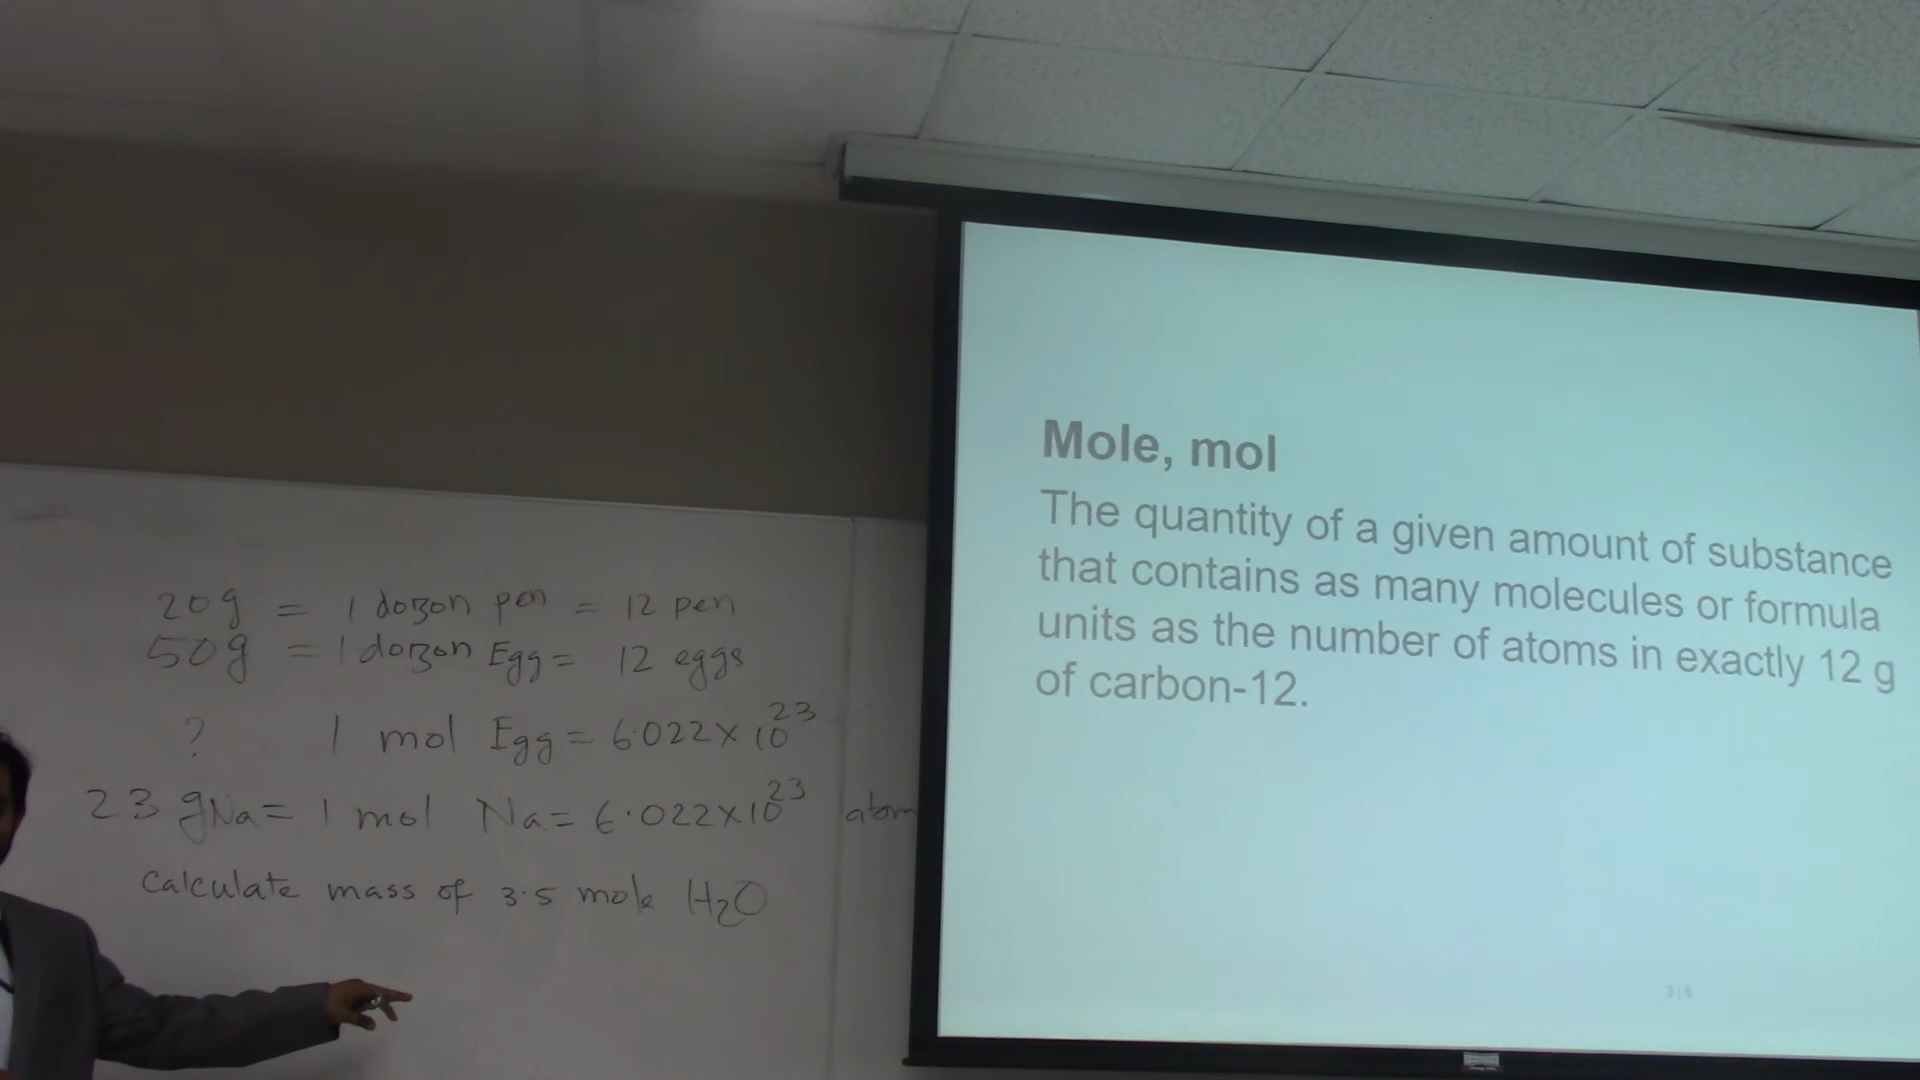 20g = 1 dozon pen = 12 pen
50g = 1 dozon Egg = 12 eggs
? 1 mol Egg = 6.022 x 10^23
23 gNa = 1 mol Na = 6.022 x 10^23 atom
Calculate mass of 3.5 mole H2O
Mole, mol
The quantity of a given amount of substance
that contains as many molecules or formula
units as the number of atoms in exactly 12 g
of carbon-12.
3 | 6